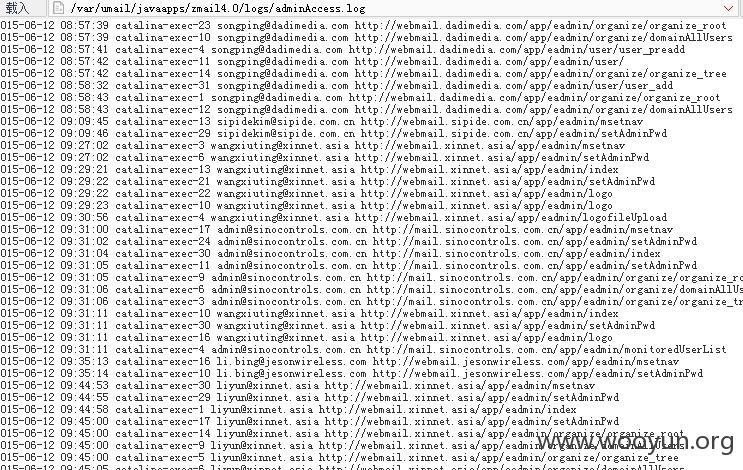 载入 /var/umail/javaapps/zmail4.0/logs/adminAccess.log
015-06-12 08:57:39 catalina-exec-23 songping@dadimedia.com http://webmail.dadimedia.com/app/eadmin/organize/organize_root
015-06-12 08:57:39 catalina-exec-10 songping@dadimedia.com http://webmail.dadimedia.com/app/eadmin/organize/domainAllUsers
015-06-12 08:57:41 catalina-exec-4 songping@dadimedia.com http://webmail.dadimedia.com/app/eadmin/user/user_preadd
015-06-12 08:57:42 catalina-exec-11 songping@dadimedia.com http://webmail.dadimedia.com/app/eadmin/user/
015-06-12 08:57:42 catalina-exec-14 songping@dadimedia.com http://webmail.dadimedia.com/app/eadmin/organize/organize_tree
015-06-12 08:58:32 catalina-exec-31 songping@dadimedia.com http://webmail.dadimedia.com/app/eadmin/user/user_add
015-06-12 08:58:43 catalina-exec-1 songping@dadimedia.com http://webmail.dadimedia.com/app/eadmin/organize/organize_root
015-06-12 08:58:43 catalina-exec-12 songping@dadimedia.com http://webmail.dadimedia.com/app/eadmin/organize/domainAllUsers
015-06-12 09:09:45 catalina-exec-13 sipidekim@sipide.com.cn http://webmail.sipide.com.cn/app/eadmin/msetnav
015-06-12 09:09:46 catalina-exec-29 sipidekim@sipide.com.cn http://webmail.sipide.com.cn/app/eadmin/setAdminPwd
015-06-12 09:27:02 catalina-exec-3 wangxiuting@xinnet.asia http://webmail.xinnet.asia/app/eadmin/msetnav
015-06-12 09:27:02 catalina-exec-6 wangxiuting@xinnet.asia http://webmail.xinnet.asia/app/eadmin/setAdminPwd
015-06-12 09:29:21 catalina-exec-13 wangxiuting@xinnet.asia http://webmail.xinnet.asia/app/eadmin/index
015-06-12 09:29:22 catalina-exec-21 wangxiuting@xinnet.asia http://webmail.xinnet.asia/app/eadmin/setAdminPwd
015-06-12 09:29:22 catalina-exec-22 wangxiuting@xinnet.asia http://webmail.xinnet.asia/app/eadmin/logo
015-06-12 09:29:23 catalina-exec-10 wangxiuting@xinnet.asia http://webmail.xinnet.asia/app/eadmin/logo
015-06-12 09:30:56 catalina-exec-4 wangxiuting@xinnet.asia http://webmail.xinnet.asia/app/eadmin/logofileUpload
015-06-12 09:31:00 catalina-exec-17 admin@sinocontrols.com.cn http://mail.sinocontrols.com.cn/app/eadmin/msetnav
015-06-12 09:31:02 catalina-exec-24 admin@sinocontrols.com.cn http://mail.sinocontrols.com.cn/app/eadmin/setAdminPwd
015-06-12 09:31:04 catalina-exec-30 admin@sinocontrols.com.cn http://mail.sinocontrols.com.cn/app/eadmin/index
015-06-12 09:31:05 catalina-exec-11 admin@sinocontrols.com.cn http://mail.sinocontrols.com.cn/app/eadmin/setAdminPwd
015-06-12 09:31:05 catalina-exec-9 admin@sinocontrols.com.cn http://mail.sinocontrols.com.cn/app/eadmin/organize/organize_ro
015-06-12 09:31:06 catalina-exec-6 admin@sinocontrols.com.cn http://mail.sinocontrols.com.cn/app/eadmin/organize/domainAllUs
015-06-12 09:31:06 catalina-exec-3 admin@sinocontrols.com.cn http://mail.sinocontrols.com.cn/app/eadmin/organize/organize_tre
015-06-12 09:31:11 catalina-exec-10 wangxiuting@xinnet.asia http://webmail.xinnet.asia/app/eadmin/index
015-06-12 09:31:11 catalina-exec-30 wangxiuting@xinnet.asia http://webmail.xinnet.asia/app/eadmin/setAdminPwd
015-06-12 09:31:11 catalina-exec-16 wangxiuting@xinnet.asia http://webmail.xinnet.asia/app/eadmin/logo
015-06-12 09:31:11 catalina-exec-4 admin@sinocontrols.com.cn http://mail.sinocontrols.com.cn/app/eadmin/monitoredUserList
015-06-12 09:35:13 catalina-exec-16 li.bing@jesonwireless.com http://webmail.jesonwireless.com/app/eadmin/msetnav
015-06-12 09:35:14 catalina-exec-10 li.bing@jesonwireless.com http://webmail.jesonwireless.com/app/eadmin/setAdminPwd
015-06-12 09:44:53 catalina-exec-30 liyun@xinnet.asia http://webmail.xinnet.asia/app/eadmin/msetnav
015-06-12 09:44:55 catalina-exec-29 liyun@xinnet.asia http://webmail.xinnet.asia/app/eadmin/setAdminPwd
015-06-12 09:44:58 catalina-exec-1 liyun@xinnet.asia http://webmail.xinnet.asia/app/eadmin/index
015-06-12 09:45:00 catalina-exec-17 liyun@xinnet.asia http://webmail.xinnet.asia/app/eadmin/setAdminPwd
015-06-12 09:45:00 catalina-exec-14 liyun@xinnet.asia http://webmail.xinnet.asia/app/eadmin/organize/organize_root
015-06-12 09:45:00 catalina-exec-9 liyun@xinnet.asia http://webmail.xinnet.asia/app/eadmin/organize/domainAllUsers
015-06-12 09:45:00 catalina-exec-5 liyun@xinnet.asia http://webmail.xinnet.asia/app/eadmin/organize/organize_tree
015-06-12 09:45:05 catalina-exec-6 liyun@xinnet.asia http://webmail.xinnet.asia/app/eadmin/organize/domainAllUsers
www.wooyun.org